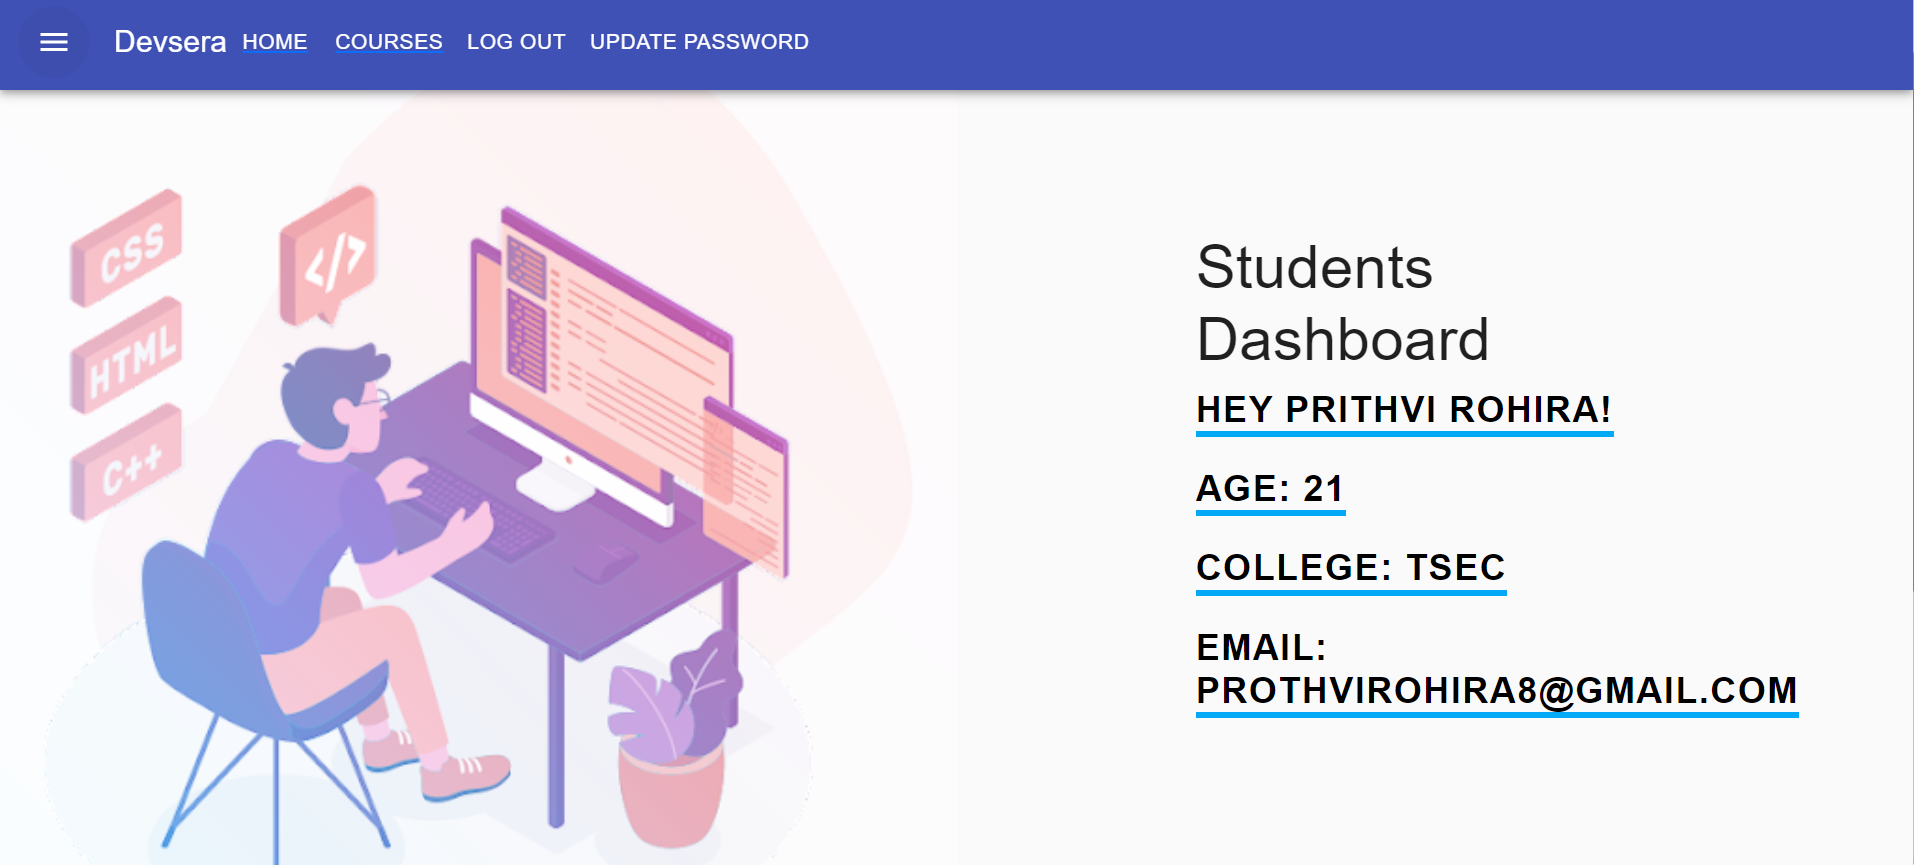 Devsera HOME COURSES LOG OUT UPDATE PASSWORD
CSS
</>
HTML
C++
Students
Dashboard
HEY PRITHVI ROHIRA!
AGE: 21
COLLEGE: TSEC
EMAIL:
PROTHVIROHIRA8@GMAIL.COM